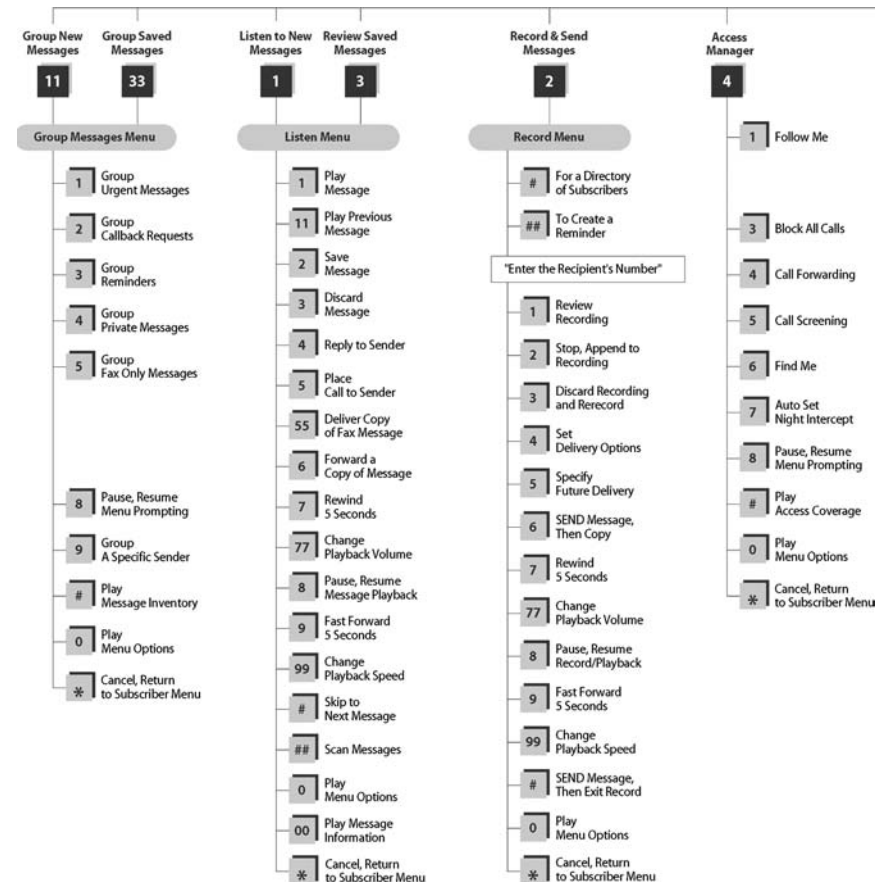 Group New
Messages
11
Group Saved
Messages
33
Group Messages Menu
1
Group
Urgent Messages
2
Group
Callback Requests
3
Group
Reminders
4
Group
Private Messages
5
Group
Fax Only Messages
8
Pause, Resume
Menu Prompting
9
Group
A Specific Sender
#
Play
Message Inventory
0
Play
Menu Options
*
Cancel, Return
to Subscriber Menu
Listen to New
Messages
1
Review Saved
Messages
3
Listen Menu
1
Play
Message
11
Play Previous
Message
2
Save
Message
3
Discard
Message
4
Reply to Sender
5
Place
Call to Sender
55
Deliver Copy
of Fax Message
6
Forward a
Copy of Message
7
Rewind
5 Seconds
77
Change
Playback Volume
8
Pause, Resume
Message Playback
9
Fast Forward
5 Seconds
99
Change
Playback Speed
#
Skip to
Next Message
##
Scan Messages
0
Play
Menu Options
00
Play Message
Information
*
Cancel, Return
to Subscriber Menu
Record & Send
Messages
2
Record Menu
#
For a Directory
of Subscribers
##
To Create a
Reminder
"Enter the Recipient's Number"
1
Review
Recording
2
Stop, Append to
Recording
3
Discard Recording
and Rerecord
4
Set
Delivery Options
5
Specify
Future Delivery
6
SEND Message,
Then Copy
7
Rewind
5 Seconds
77
Change
Playback Volume
8
Pause, Resume
Record/Playback
9
Fast Forward
5 Seconds
99
Change
Playback Speed
#
SEND Message,
Then Exit Record
0
Play
Menu Options
*
Cancel, Return
to Subscriber Menu
Access
Manager
4
1
Follow Me
3
Block All Calls
4
Call Forwarding
5
Call Screening
6
Find Me
7
Auto Set
Night Intercept
8
Pause, Resume
Menu Prompting
#
Play
Access Coverage
0
Play
Menu Options
*
Cancel, Return
to Subscriber Menu